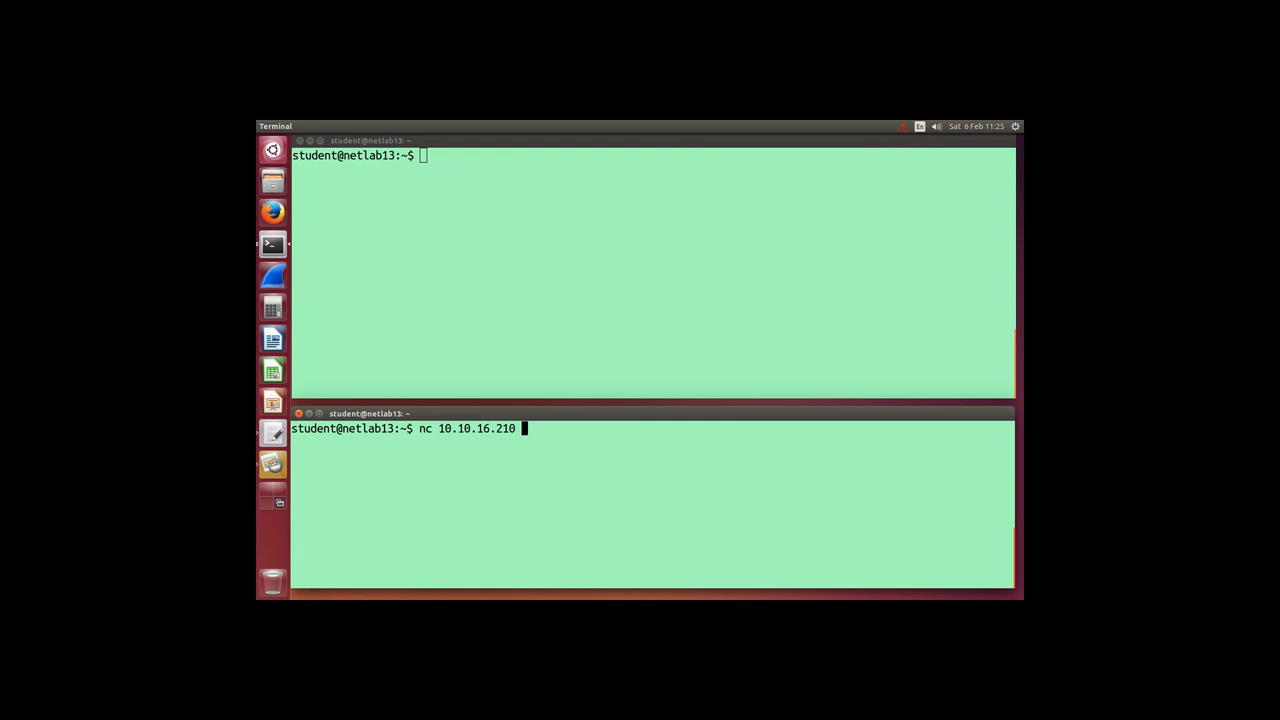 Terminal
En
Sat 6 Feb 11:25
student@netlab13: ~
student@netlab13:~$
student@netlab13: ~
student@netlab13:~$ nc 10.10.16.210